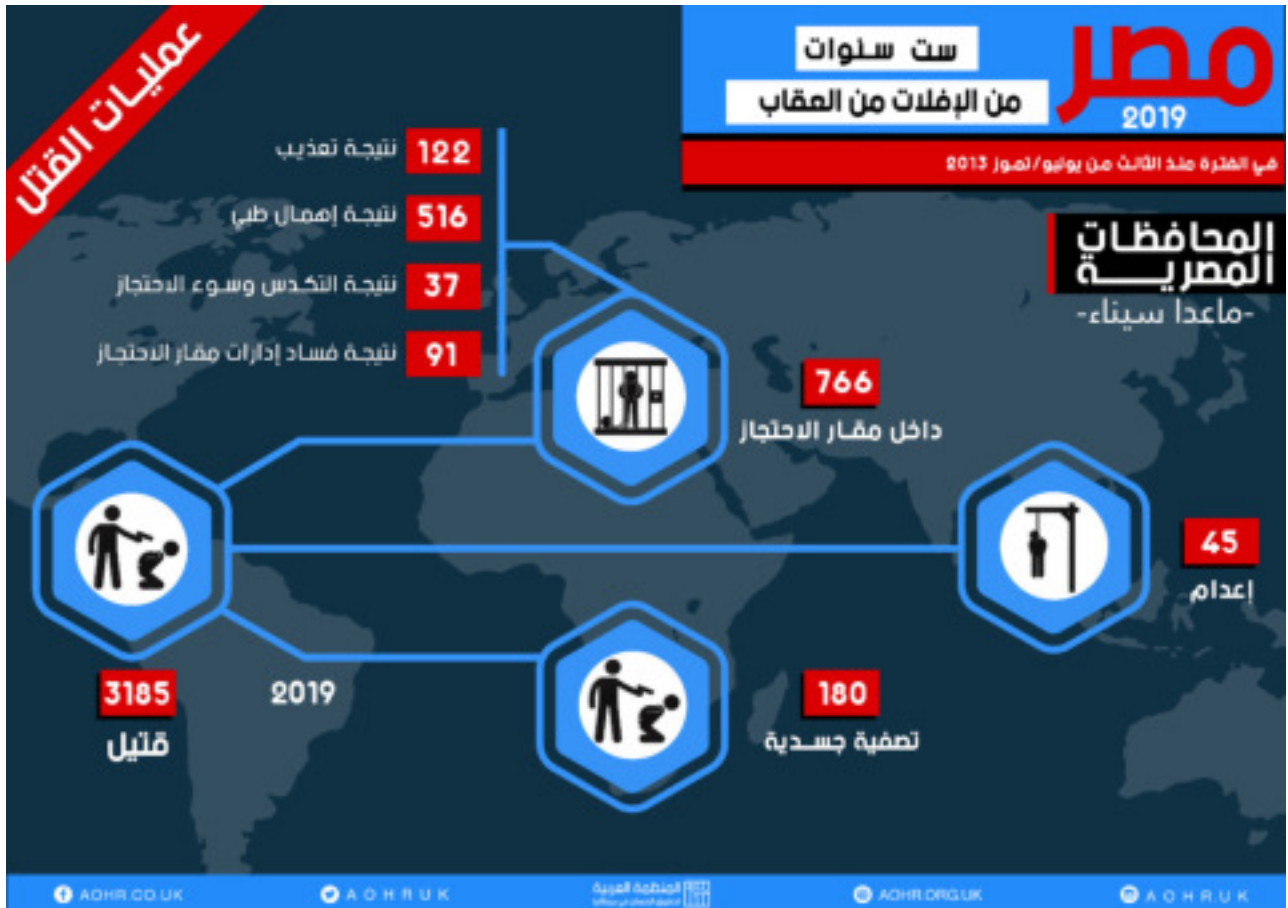 عمليات القتل
مصر
2019
ست سنوات
من الإفلات من العقاب
في الفترة منذ الثالث من يوليو/تموز 2013
المحافظات
المصرية
-ماعدا سيناء-
122 نتيجة تعذيب
516 نتيجة إهمال طبي
37 نتيجة التكدس وسوء الاحتجاز
91 نتيجة فساد إدارات مقار الاحتجاز
766
داخل مقار الاحتجاز
45
إعدام
3185
قتيل
2019
180
تصفية جسدية
AOHR.CO.UK
AOHRUK
المنظمة العربية
AOHR.ORG.UK
AOHR.UK